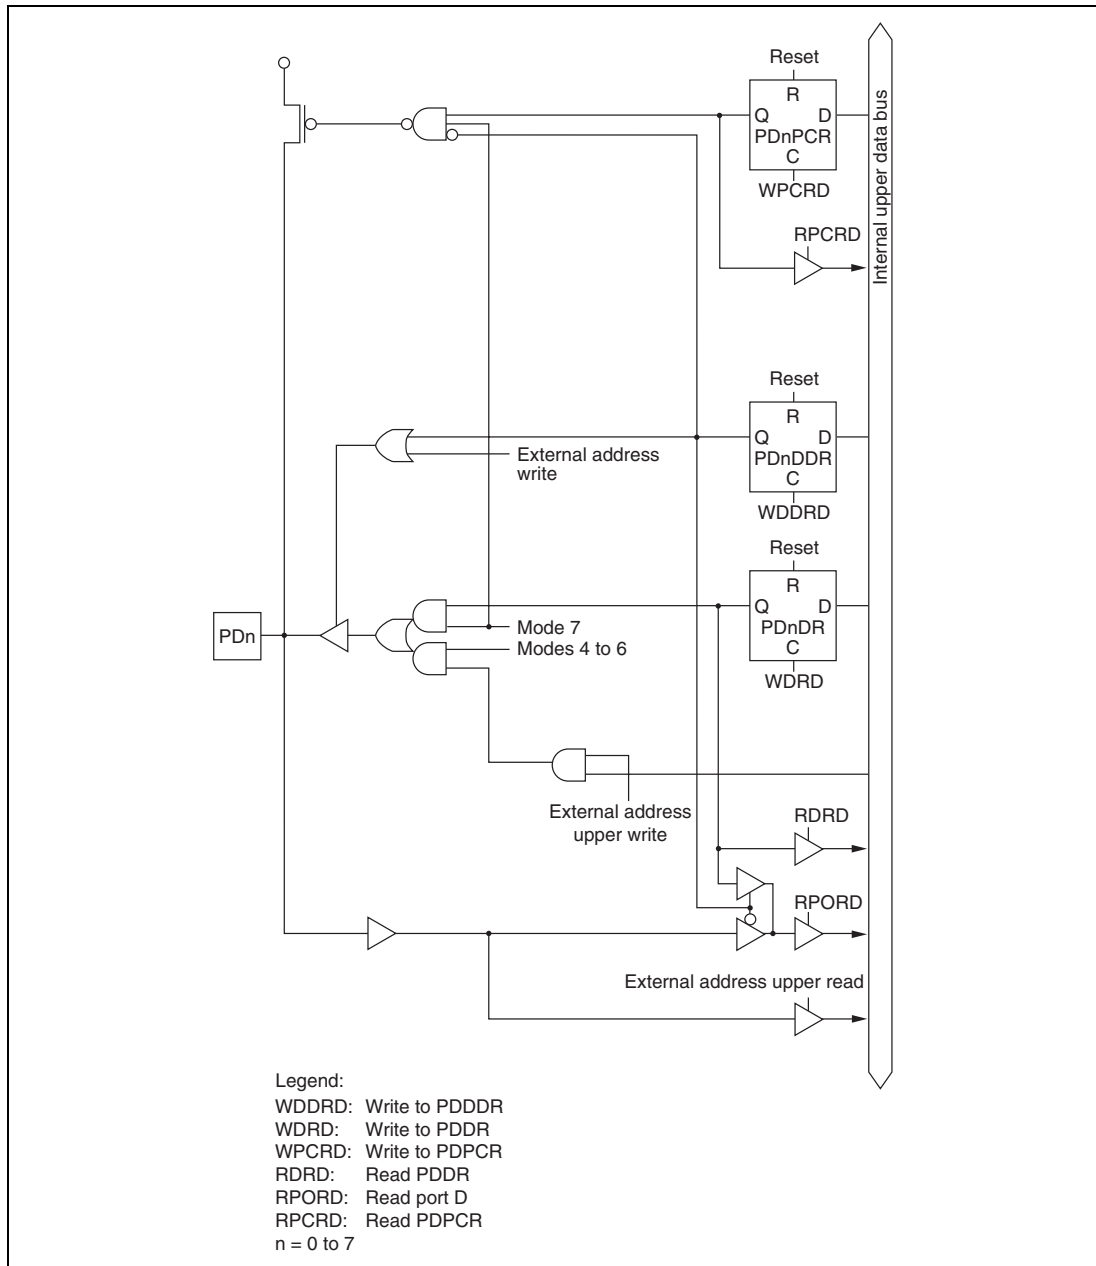 Reset
R
Q D
PDnPCR
C
WPCRD
RPCRD
Internal upper data bus
Reset
R
Q D
PDnDDR
C
WDDRD
External address
write
Reset
R
Q D
PDnDR
C
WDRD
PDn
Mode 7
Modes 4 to 6
External address
upper write
RDRD
RPORD
External address upper read
Legend:
WDDRD: Write to PDDDR
WDRD: Write to PDDR
WPCRD: Write to PDPCR
RDRD: Read PDDR
RPORD: Read port D
RPCRD: Read PDPCR
n = 0 to 7